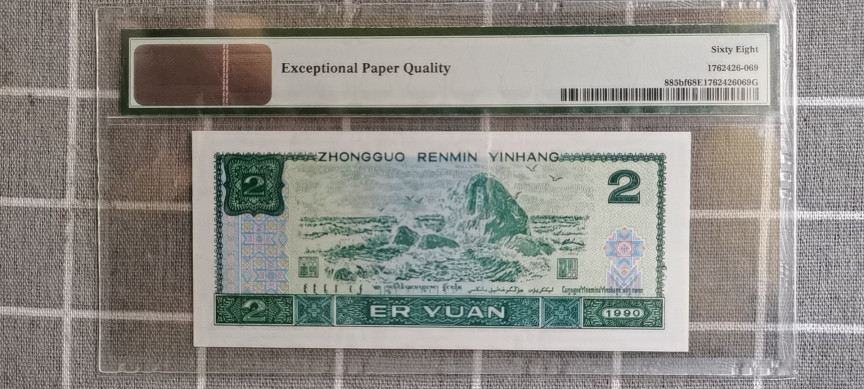 Sixty Eight
Exceptional Paper Quality
1762426-069
885bf68E1762426069G
ZHONGGUO RENMIN YINHANG
2
2
2
ER YUAN
1990